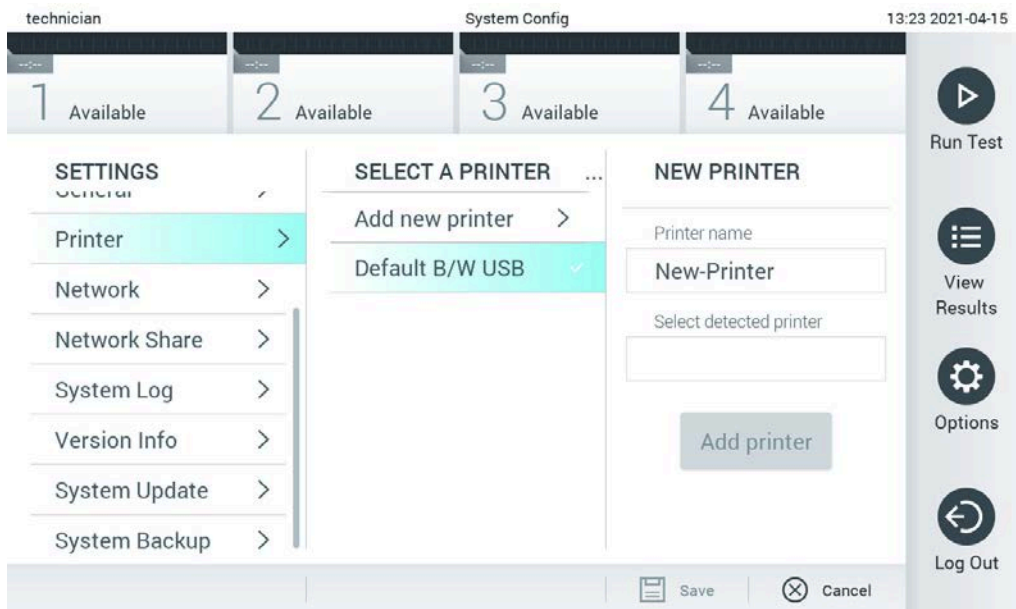 technician
System Config
13:23 2021-04-15
--:--
--:--
--:--
--:--
1 Available
2 Available
3 Available
4 Available
Run Test
SETTINGS
General
Printer
Network
Network Share
System Log
Version Info
System Update
System Backup
SELECT A PRINTER ...
Add new printer
Default B/W USB
NEW PRINTER
Printer name
New-Printer
Select detected printer
Add printer
View
Results
Options
Log Out
Save
Cancel